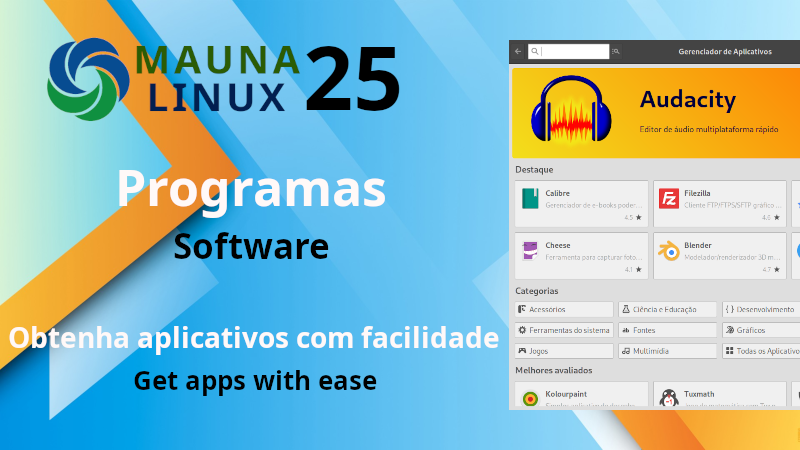 MAUNA
LINUX 25
Programas
Software
Obtenha aplicativos com facilidade
Get apps with ease
Gerenciador de Aplicativos
Audacity
Editor de áudio multiplataforma rápido
Destaque
Calibre
Gerenciador de e-books poder...
4.5 ★
Filezilla
Cliente FTP/FTPS/SFTP gráfico ...
4.6 ★
Cheese
Ferramenta para capturar foto...
4.1 ★
Blender
Modelador/renderizador 3D m...
4.7 ★
Categorias
Acessórios
Ciência e Educação
Desenvolvimento
Ferramentas do sistema
Fontes
Gráficos
Jogos
Multimídia
Todas os Aplicativo
Melhores avaliados
Kolourpaint
Tuxmath